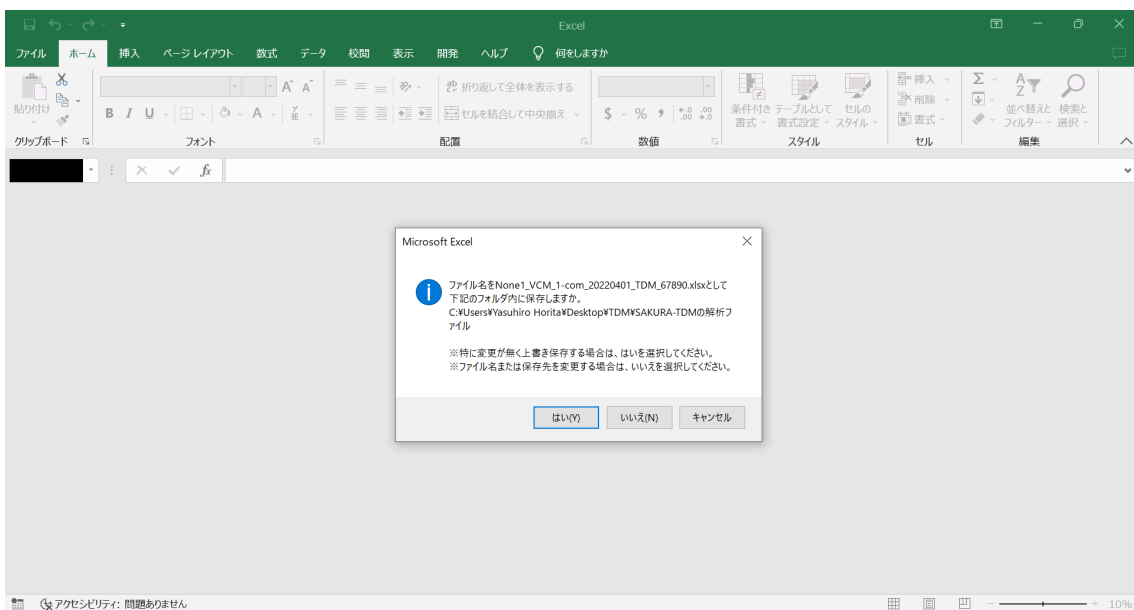 Excel
ファイル ホーム 挿入 ページ レイアウト 数式 データ 校閲 表示 開発 ヘルプ 何をしますか
貼り付け
B I U A A A
折り返して全体を表示する
セルを結合して中央揃え
$ % 9 .00
条件付き書式
テーブルとして書式設定
セルのスタイル
挿入
削除
書式
Σ
並べ替えと フィルター
検索と 選択
クリップボード フォント 配置 数値 スタイル セル 編集
fx
Microsoft Excel
ファイル名をNone1_VCM_1-com_20220401_TDM_67890.xlsxとして
下記のフォルダ内に保存しますか。
C:¥Users¥Yasuhiro Horita¥Desktop¥TDM¥SAKURA-TDMの解析フ
ァイル
※特に変更が無く上書き保存する場合は、はいを選択してください。
※ファイル名または保存先を変更する場合は、いいえを選択してください。
はい(Y) いいえ(N) キャンセル
アクセシビリティ: 問題ありません
10%